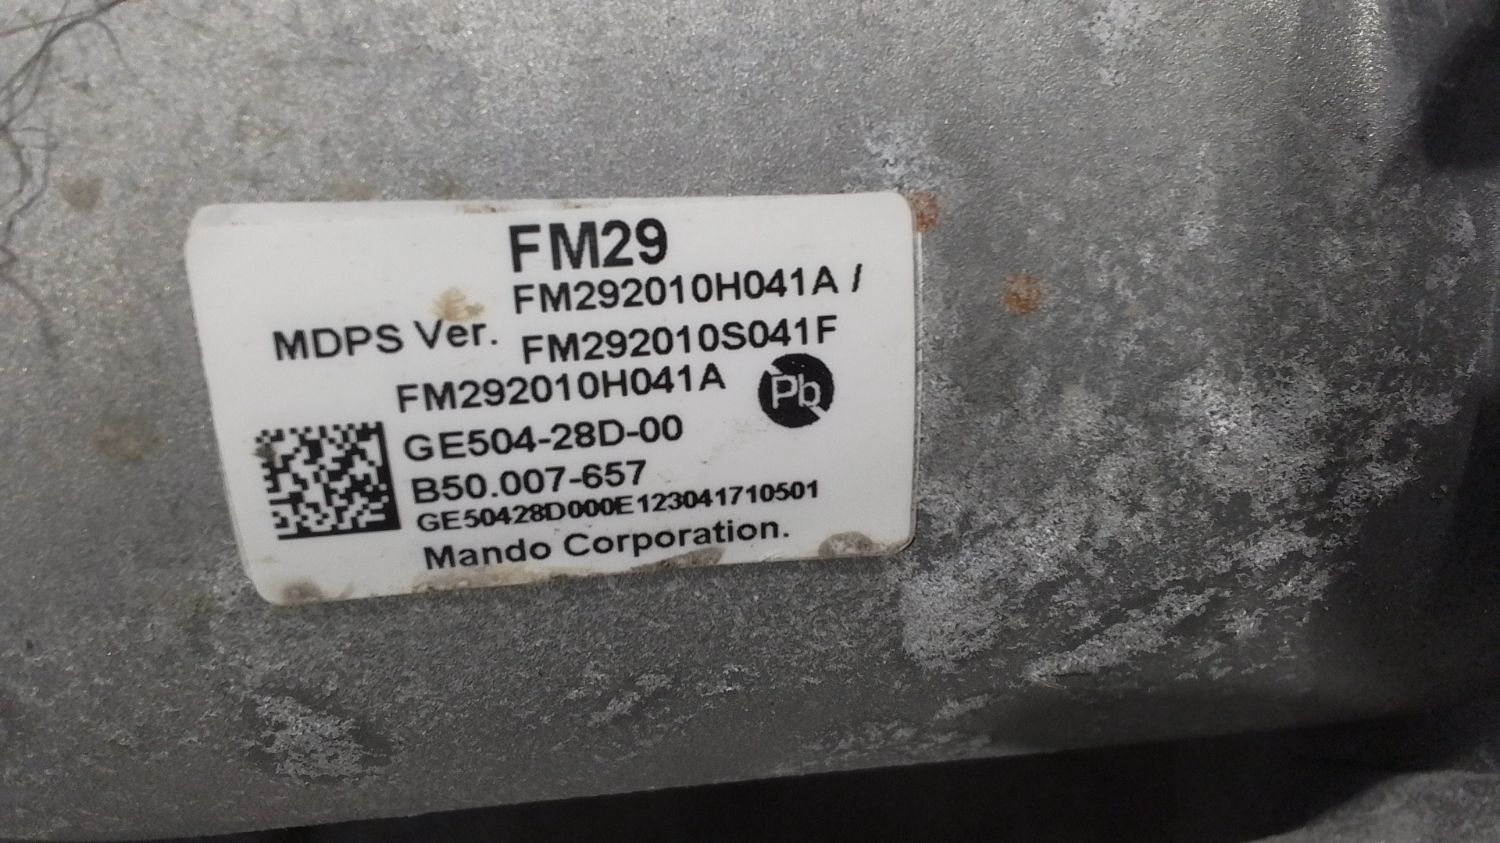 FM29
MDPS Ver. FM292010H041A /
FM292010S041F
FM292010H041A
Pb
GE504-28D-00
B50.007-657
GE50428D000E123041710501
Mando Corporation.